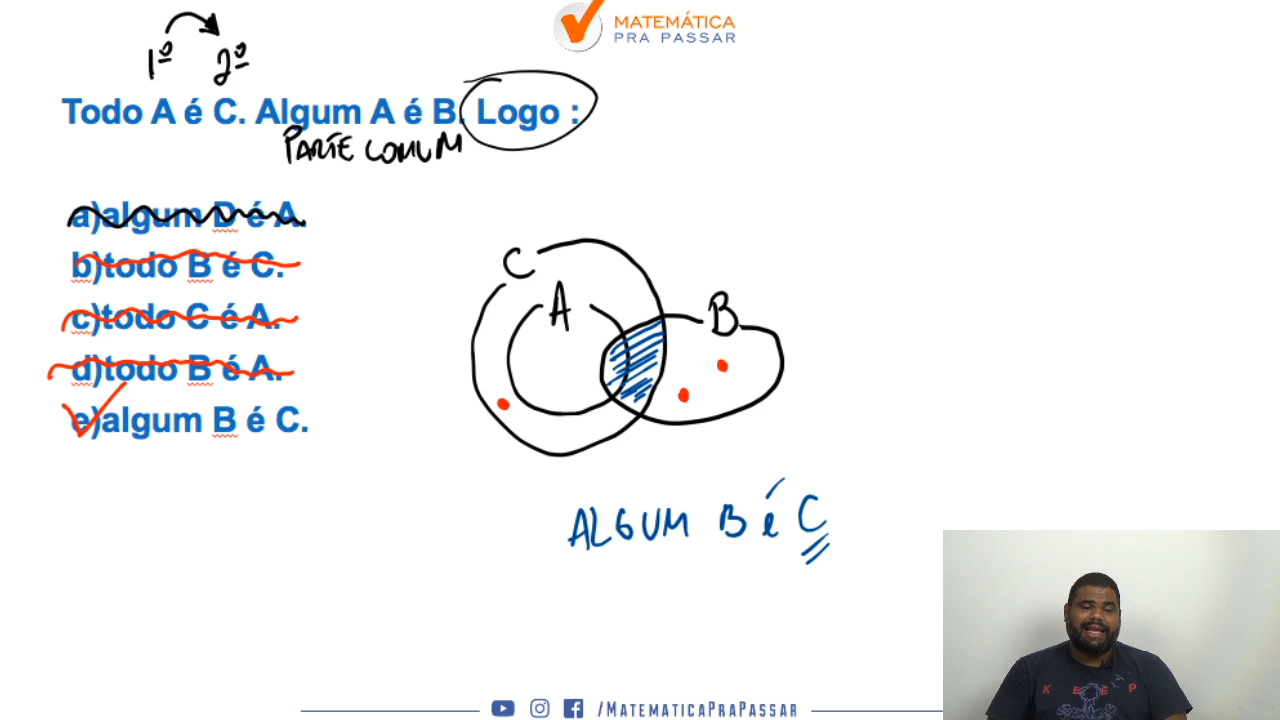 MATEMÁTICA
PRA PASSAR
1º 2º
Todo A é C. Algum A é B. Logo :
PARTE COMUM
a)algum D é A.
b)todo B é C.
c)todo C é A.
d)todo B é A.
e)algum B é C.
C
A
B
ALGUM B é C
K E E P
/MATEMATICAPRAPASSAR